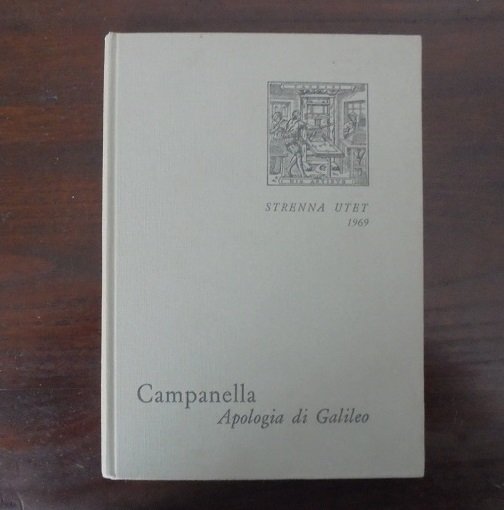 STRENNA UTET
1969
Campanella
Apologia di Galileo